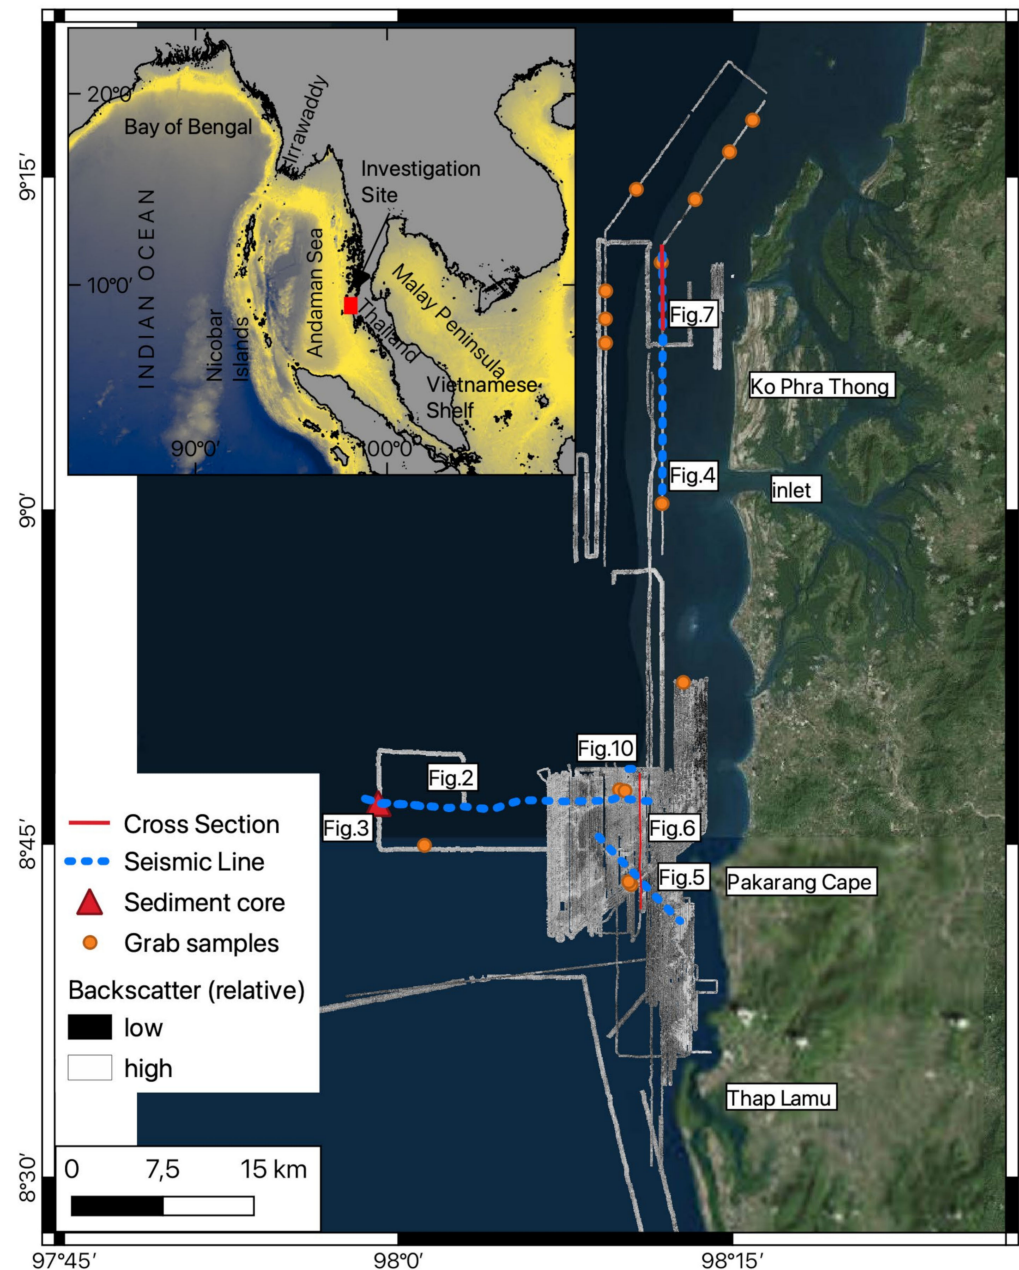 20°0′
Bay of Bengal
Irrawaddy
Investigation
Site
INDIAN OCEAN
10°0′
Andaman Sea
Nicobar
Islands
Malay Peninsula
Thailand
Vietnamese
Shelf
90°0′
100°0′
9°15′
9°0′
8°45′
8°30′
Fig.7
Ko Phra Thong
Fig.4
inlet
Fig.10
Fig.2
Fig.3
Fig.6
Fig.5
Pakarang Cape
Thap Lamu
Cross Section
Seismic Line
Sediment core
Grab samples
Backscatter (relative)
low
high
0 7,5 15 km
97°45′ 98°0′ 98°15′